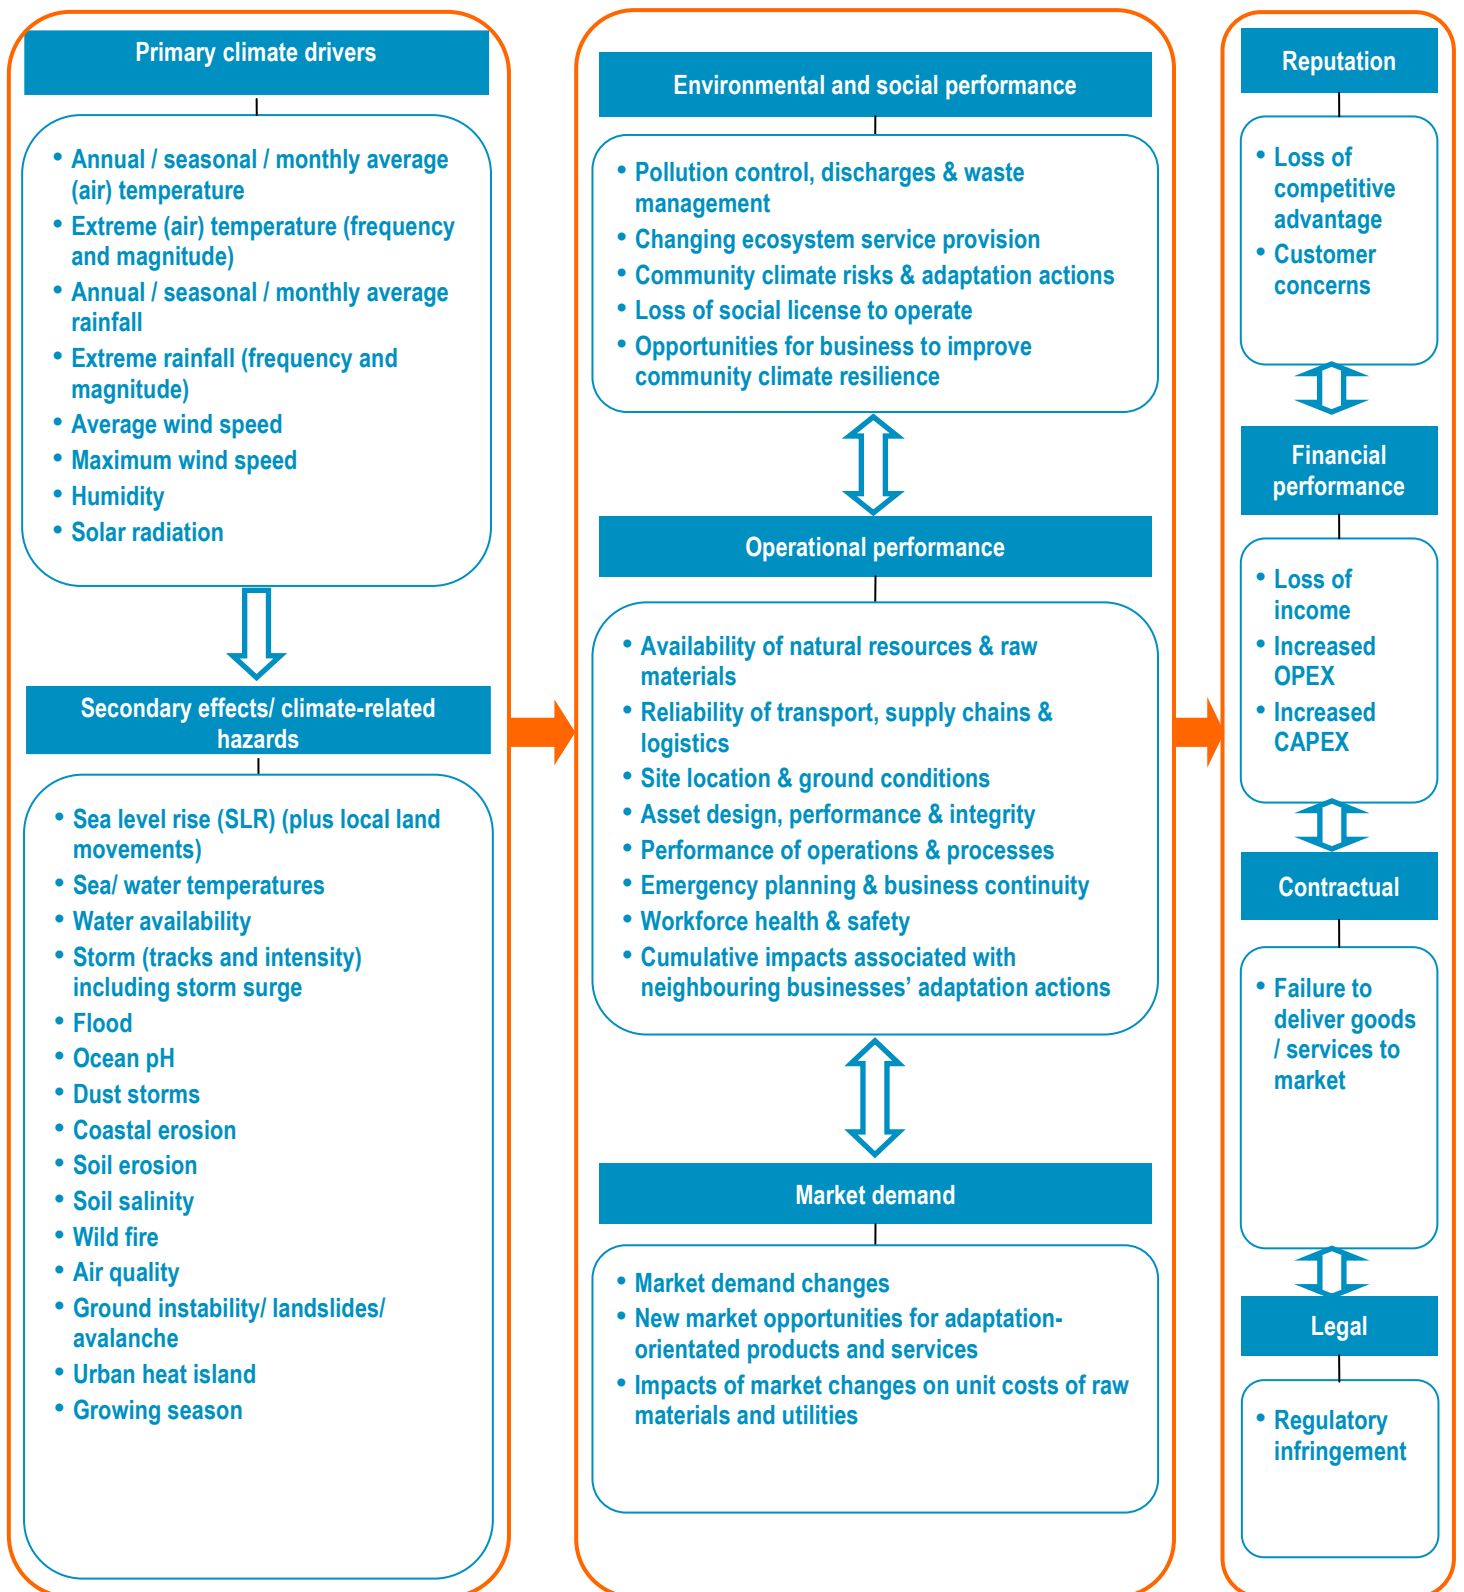 Primary climate drivers
• Annual / seasonal / monthly average
(air) temperature
• Extreme (air) temperature (frequency
and magnitude)
• Annual / seasonal / monthly average
rainfall
• Extreme rainfall (frequency and
magnitude)
• Average wind speed
• Maximum wind speed
• Humidity
• Solar radiation
Secondary effects/ climate-related
hazards
• Sea level rise (SLR) (plus local land
movements)
• Sea/ water temperatures
• Water availability
• Storm (tracks and intensity)
including storm surge
• Flood
• Ocean pH
• Dust storms
• Coastal erosion
• Soil erosion
• Soil salinity
• Wild fire
• Air quality
• Ground instability/ landslides/
avalanche
• Urban heat island
• Growing season
Environmental and social performance
• Pollution control, discharges & waste
management
• Changing ecosystem service provision
• Community climate risks & adaptation actions
• Loss of social license to operate
• Opportunities for business to improve
community climate resilience
Operational performance
• Availability of natural resources & raw
materials
• Reliability of transport, supply chains &
logistics
• Site location & ground conditions
• Asset design, performance & integrity
• Performance of operations & processes
• Emergency planning & business continuity
• Workforce health & safety
• Cumulative impacts associated with
neighbouring businesses’ adaptation actions
Market demand
• Market demand changes
• New market opportunities for adaptation-
orientated products and services
• Impacts of market changes on unit costs of raw
materials and utilities
Reputation
• Loss of
competitive
advantage
• Customer
concerns
Financial
performance
• Loss of
income
• Increased
OPEX
• Increased
CAPEX
Contractual
• Failure to
deliver goods
/ services to
market
Legal
• Regulatory
infringement